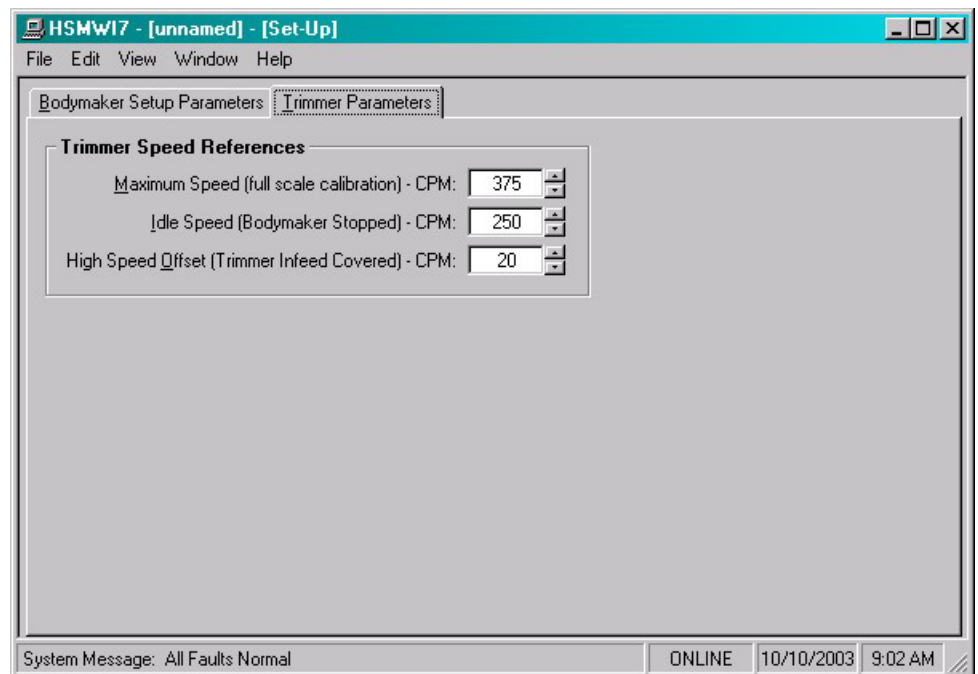 HSMWI7 - [unnamed] - [Set-Up]
File Edit View Window Help
Bodymaker Setup Parameters Trimmer Parameters
Trimmer Speed References
Maximum Speed (full scale calibration) - CPM: 375
Idle Speed (Bodymaker Stopped) - CPM: 250
High Speed Offset (Trimmer Infeed Covered) - CPM: 20
System Message: All Faults Normal ONLINE 10/10/2003 9:02 AM